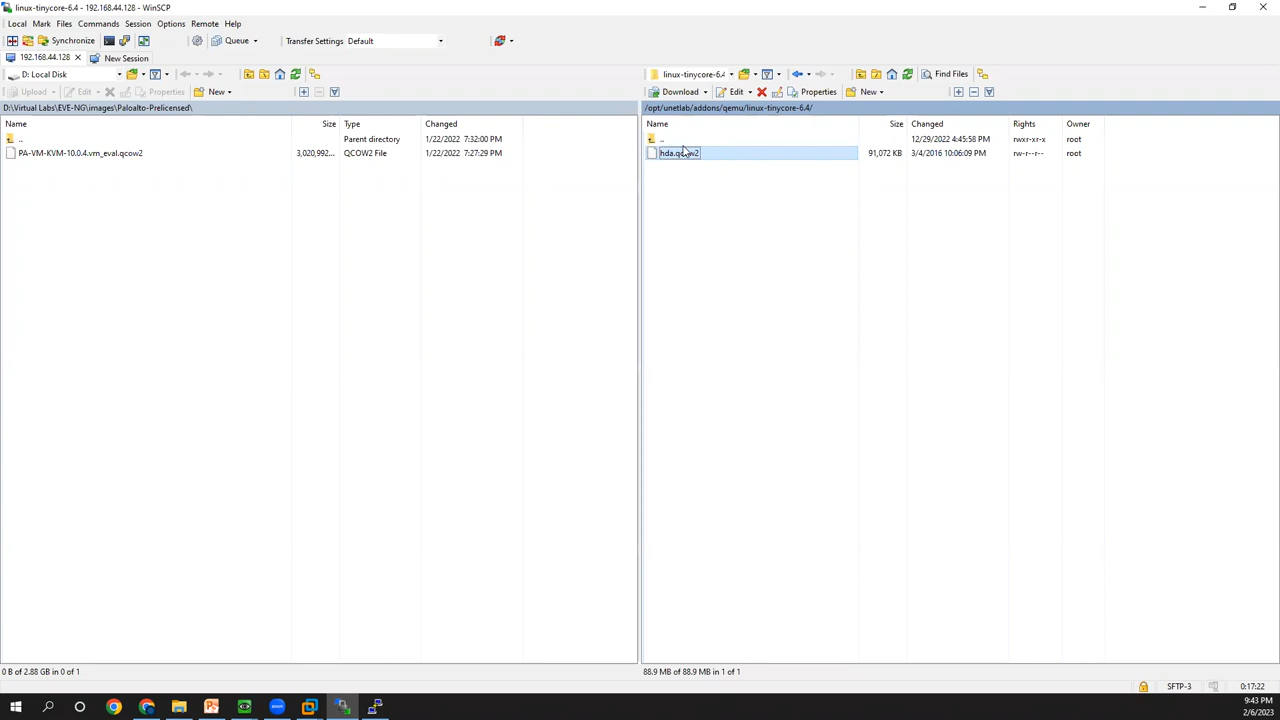 linux-tinycore-6.4 - 192.168.44.128 - WinSCP
Local Mark Files Commands Session Options Remote Help
Synchronize Queue Transfer Settings Default
192.168.44.128 New Session
D: Local Disk linux-tinycore-6.4 Find Files
Upload Edit Properties New Download Edit Properties New
D:\Virtual Labs\EVE-NG\images\Paloalto-Prelicensed\ /opt/unetlab/addons/qemu/linux-tinycore-6.4/
Name Size Type Changed Name Size Changed Rights Owner
.. Parent directory 1/22/2022 7:32:00 PM .. 12/29/2022 4:45:58 PM rwxr-xr-x root
PA-VM-KVM-10.0.4.vm_eval.qcow2 3,020,992... QCOW2 File 1/22/2022 7:27:29 PM hda.qcow2 91,072 KB 3/4/2016 10:06:09 PM rw-r--r-- root
0 B of 2.88 GB in 0 of 1 88.9 MB of 88.9 MB in 1 of 1
SFTP-3 0:17:22
9:43 PM
2/6/2023